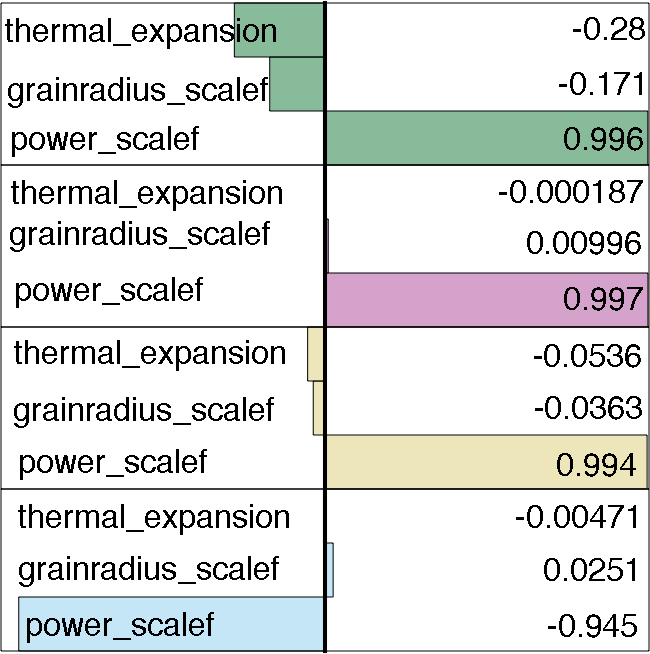 thermal_expansion -0.28
grainradius_scalef -0.171
power_scalef 0.996
thermal_expansion -0.000187
grainradius_scalef 0.00996
power_scalef 0.997
thermal_expansion -0.0536
grainradius_scalef -0.0363
power_scalef 0.994
thermal_expansion -0.00471
grainradius_scalef 0.0251
power_scalef -0.945